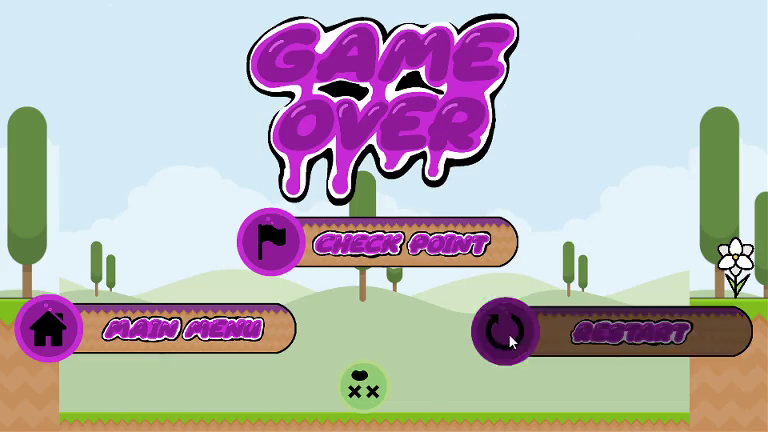 GAME
OVER
CHECK POINT
MAIN MENU
RESTART